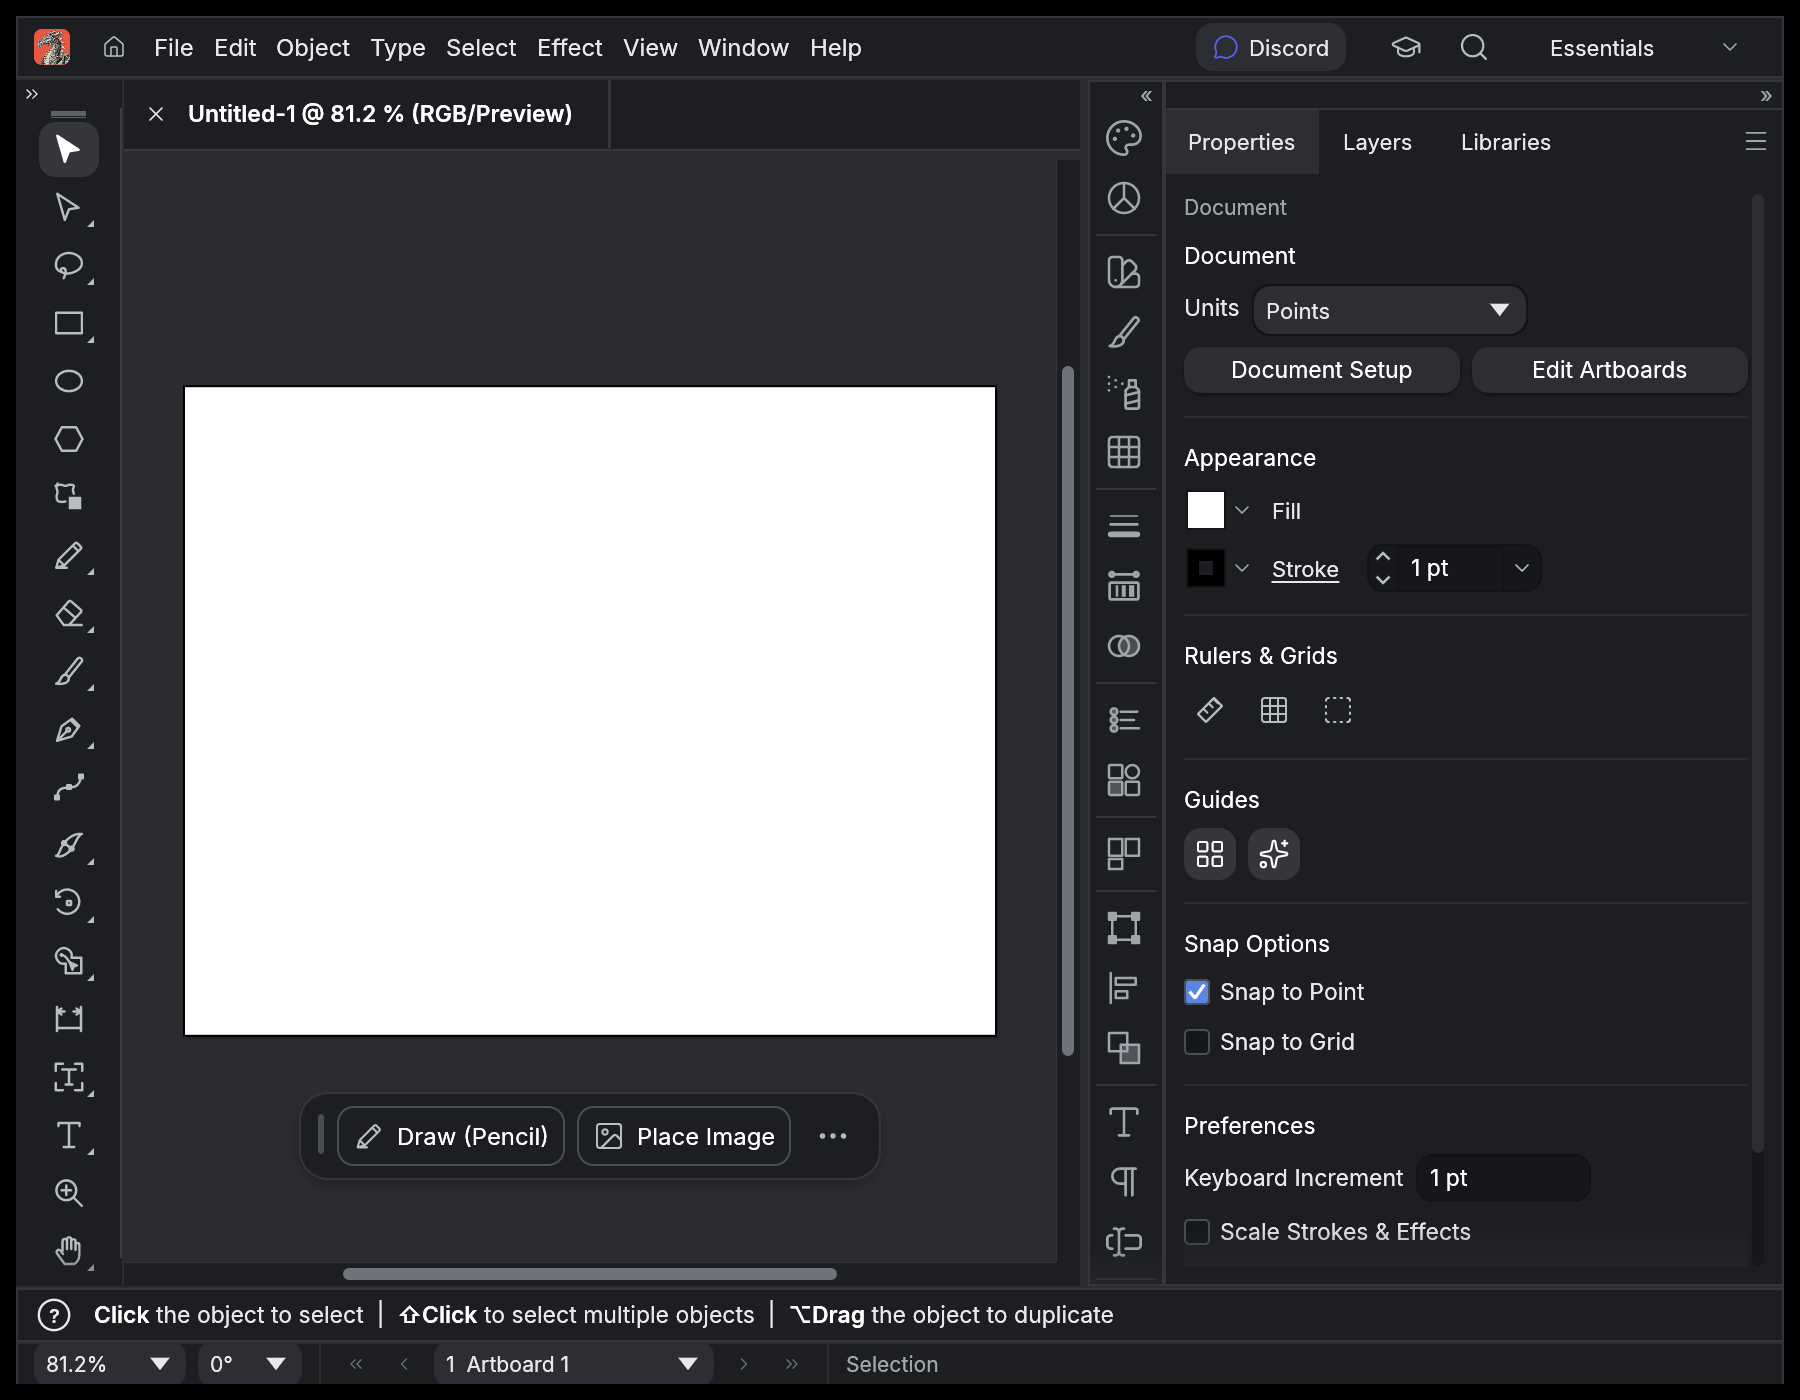 File Edit Object Type Select Effect View Window Help Discord Essentials
Untitled-1 @ 81.2 % (RGB/Preview)
Properties Layers Libraries
Document
Document
Units Points
Document Setup Edit Artboards
Appearance
Fill
Stroke 1 pt
Rulers & Grids
Guides
Snap Options
Snap to Point
Snap to Grid
Preferences
Keyboard Increment 1 pt
Scale Strokes & Effects
Draw (Pencil) Place Image
Click the object to select | ⇧Click to select multiple objects | ⌥Drag the object to duplicate
81.2% 0° 1 Artboard 1 Selection